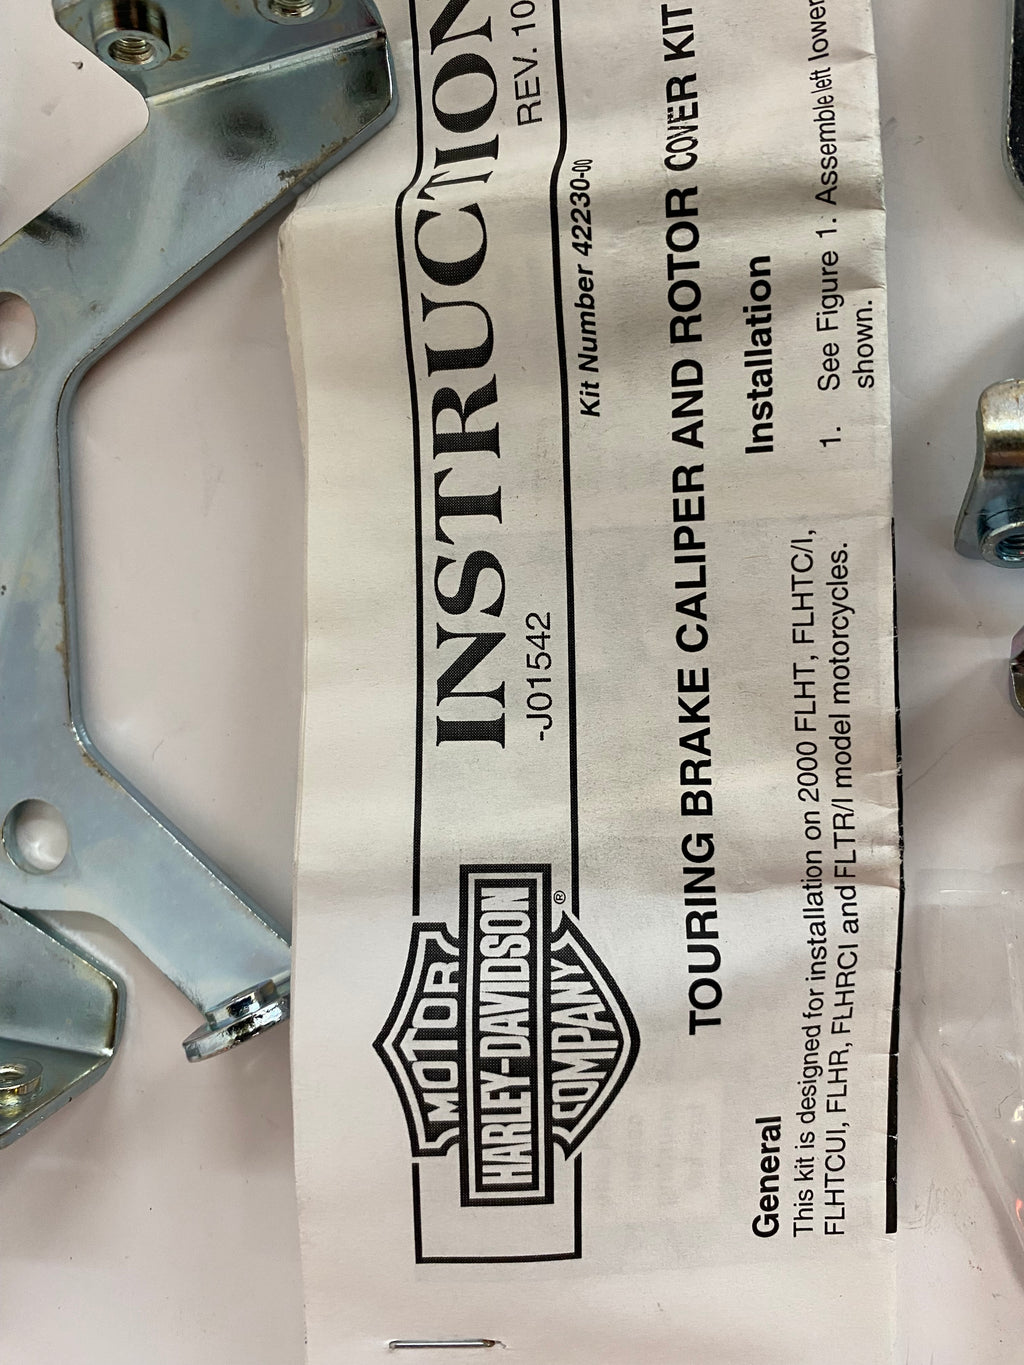 MOTOR
HARLEY-DAVIDSON
COMPANY
®
INSTRUCTION
-J01542
REV. 10
Kit Number 42230-00
TOURING BRAKE CALIPER AND ROTOR COVER KIT
General
This kit is designed for installation on 2000 FLHT, FLHTC/I,
FLHTCUI, FLHR, FLHRCI and FLTR/I model motorcycles.
Installation
1. See Figure 1. Assemble left lower
shown.